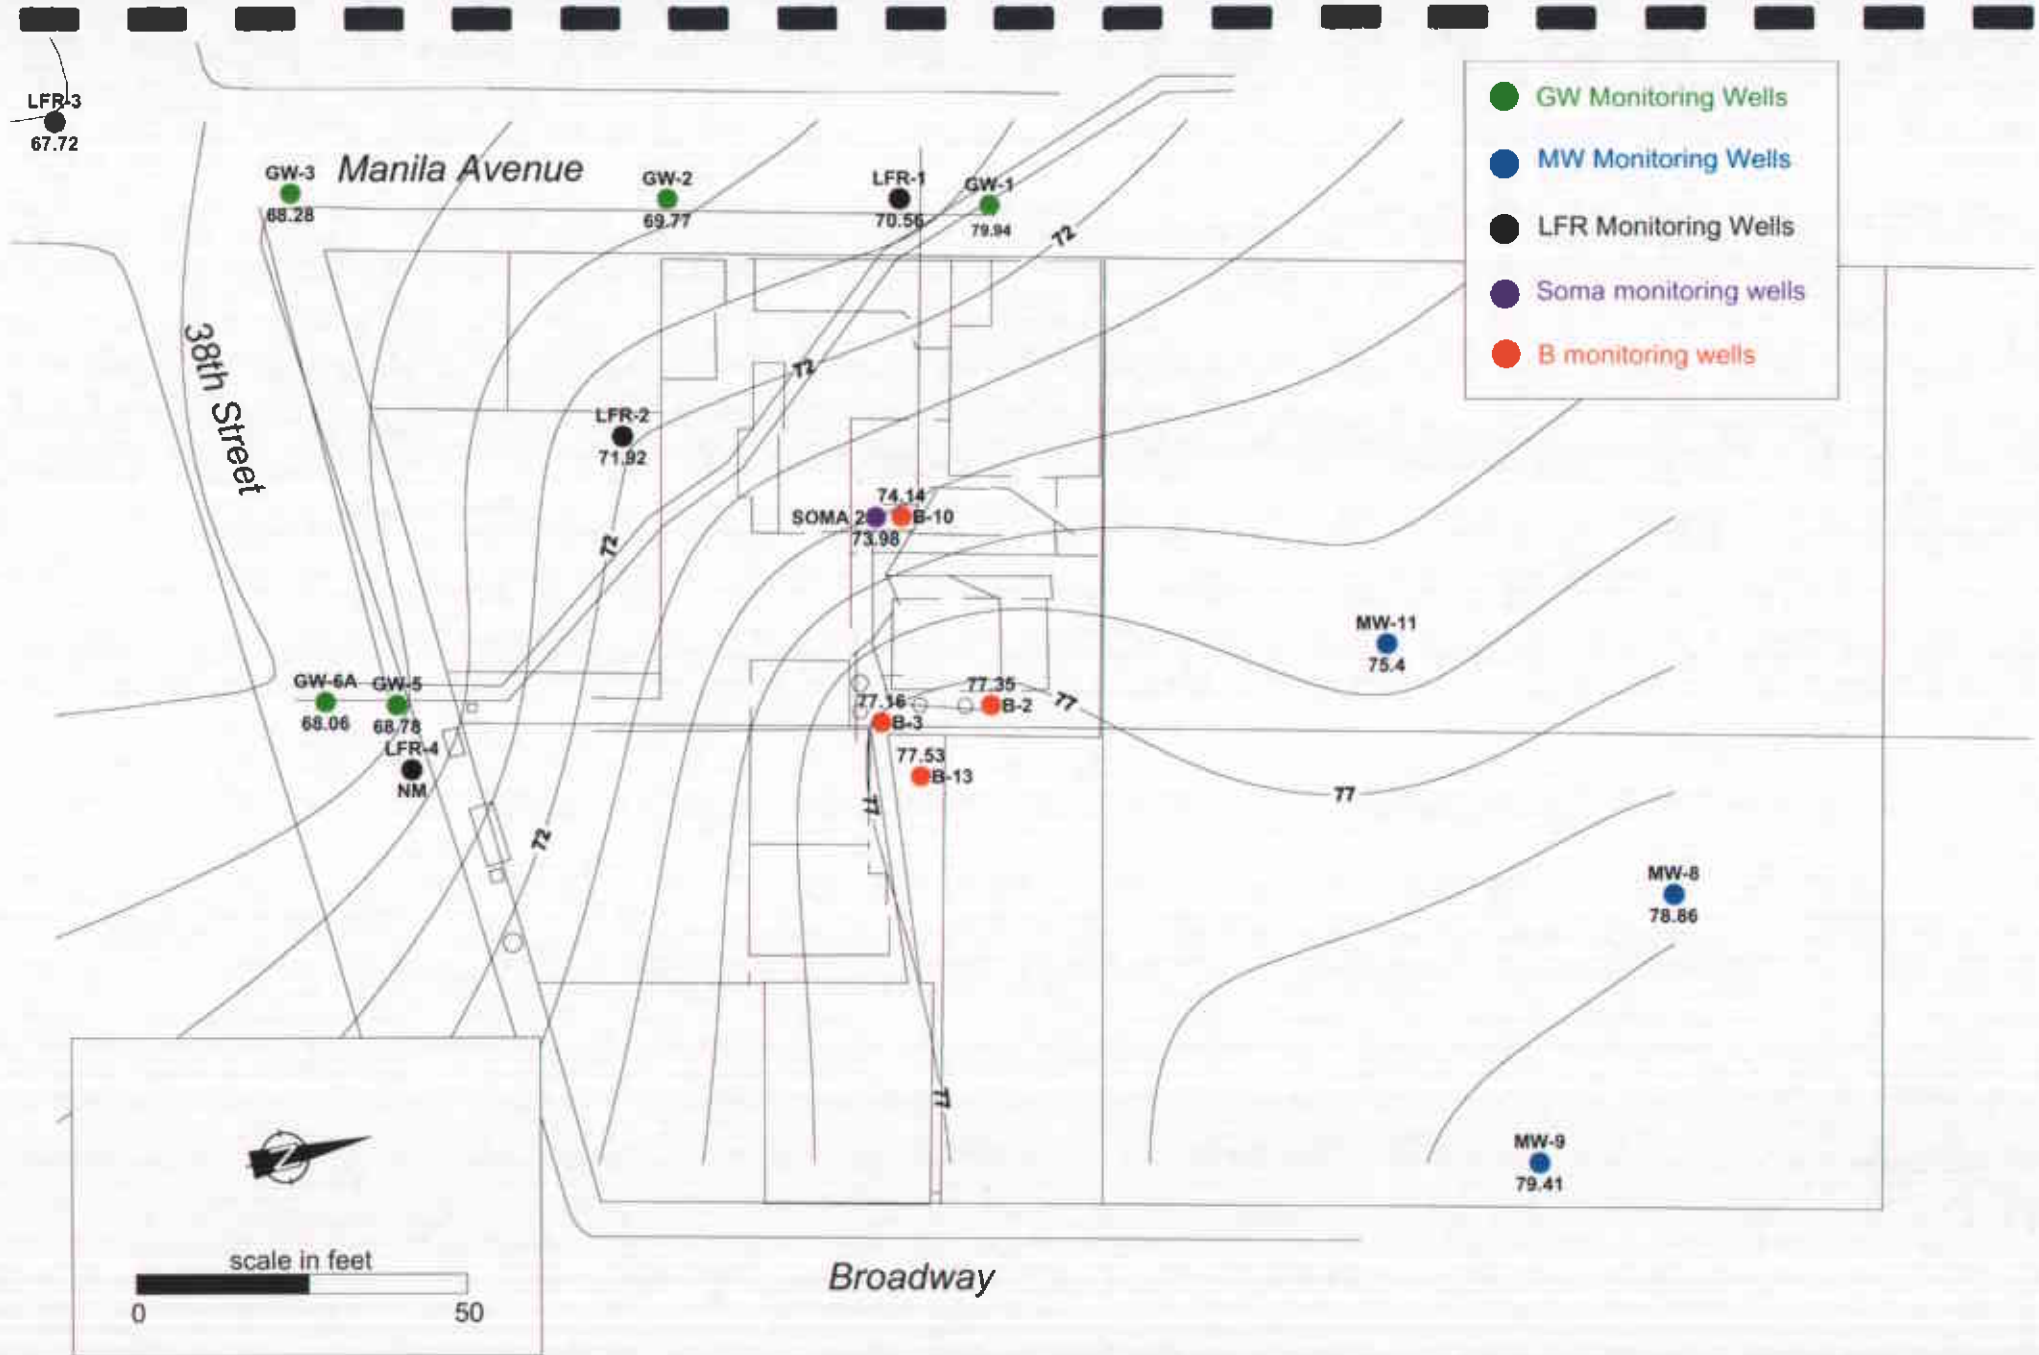 LFR-3
67.72
GW-3
68.28
Manila Avenue
GW-2
69.77
LFR-1
70.56
GW-1
79.94
72
GW Monitoring Wells
MW Monitoring Wells
LFR Monitoring Wells
Soma monitoring wells
B monitoring wells
38th Street
72
LFR-2
71.92
72
74.14
SOMA 2
B-10
73.98
MW-11
75.4
GW-6A
68.06
GW-5
68.78
LFR-4
NM
77.16
B-3
77.35
B-2
77
77.53
B-13
77
77
72
MW-8
78.86
77
MW-9
79.41
Z
scale in feet
0
50
Broadway